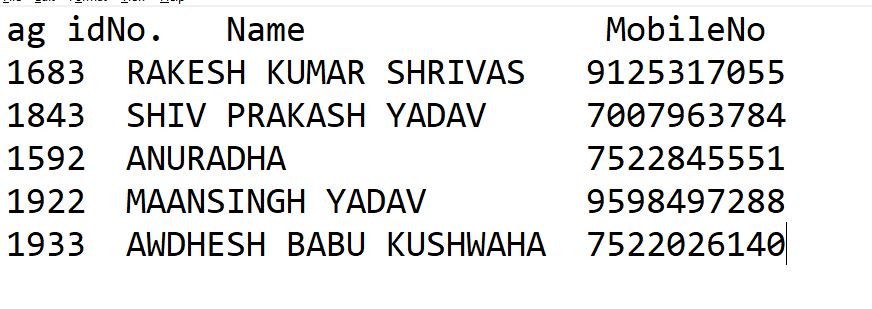 ag idNo.   Name               MobileNo
1683  RAKESH KUMAR SHRIVAS   9125317055
1843  SHIV PRAKASH YADAV     7007963784
1592  ANURADHA               7522845551
1922  MAANSINGH YADAV        9598497288
1933  AWDHESH BABU KUSHWAHA  7522026140